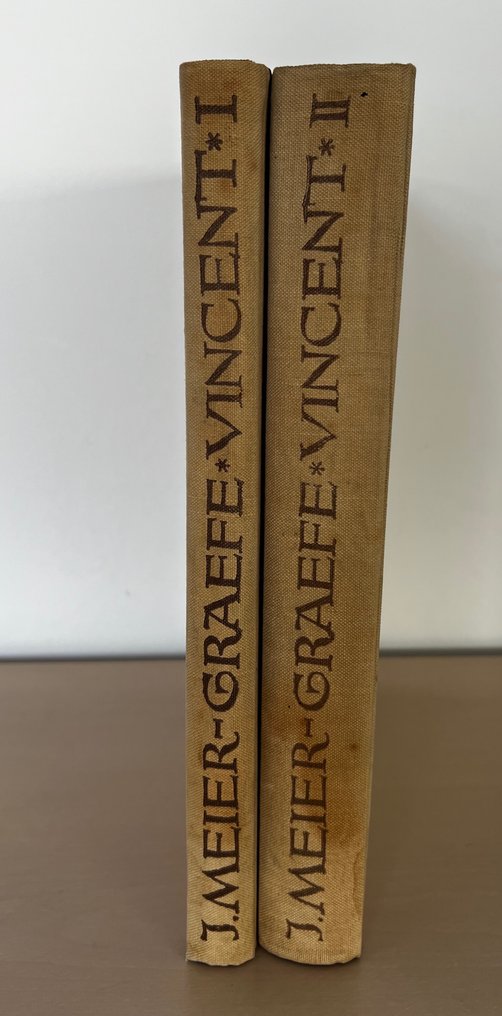 J. MEIER-GRAEFE * VINCENT * I
J. MEIER-GRAEFE * VINCENT * II